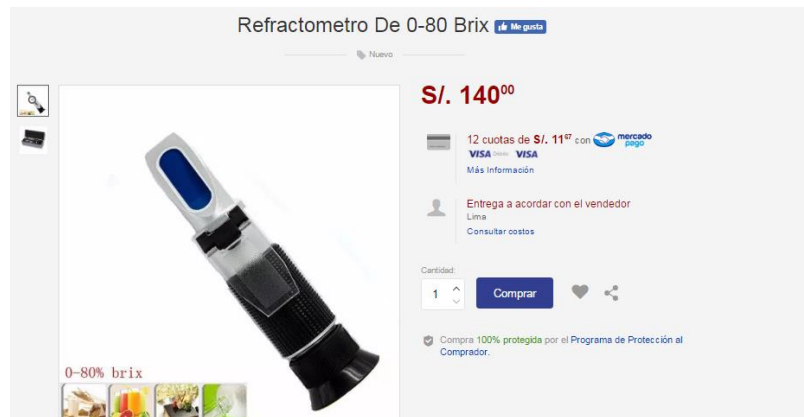 Refractometro De 0-80 Brix Me gusta
Nuevo
S/. 140⁰⁰
12 cuotas de S/. 11⁶⁷ con mercado pago
VISA VISA
Más Información
Entrega a acordar con el vendedor
Lima
Consultar costos
Cantidad:
1 Comprar
Compra 100% protegida por el Programa de Protección al
Comprador.
0-80% brix